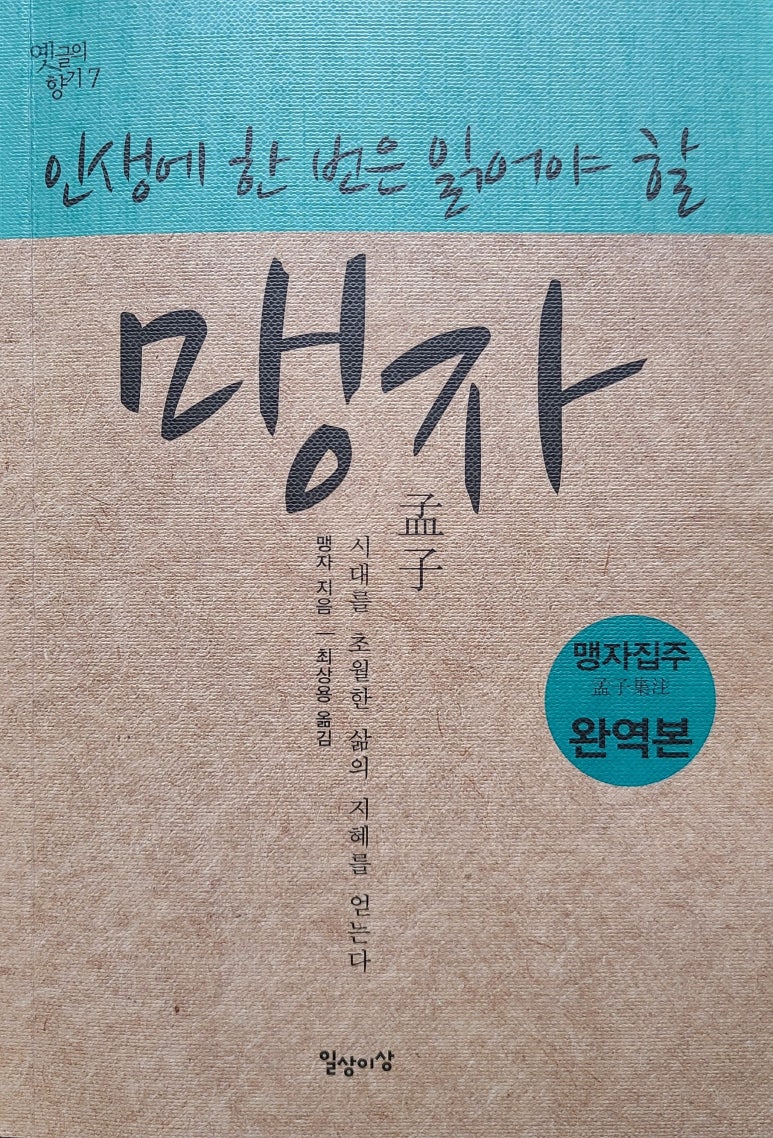 옛글의
향기 7
인생에 한 번은 읽어야 할
맹자
孟子
시대를 초월한 삶의 지혜를 얻는다
맹자 지음 | 최상용 옮김
맹자집주
孟子集注
완역본
일상이상